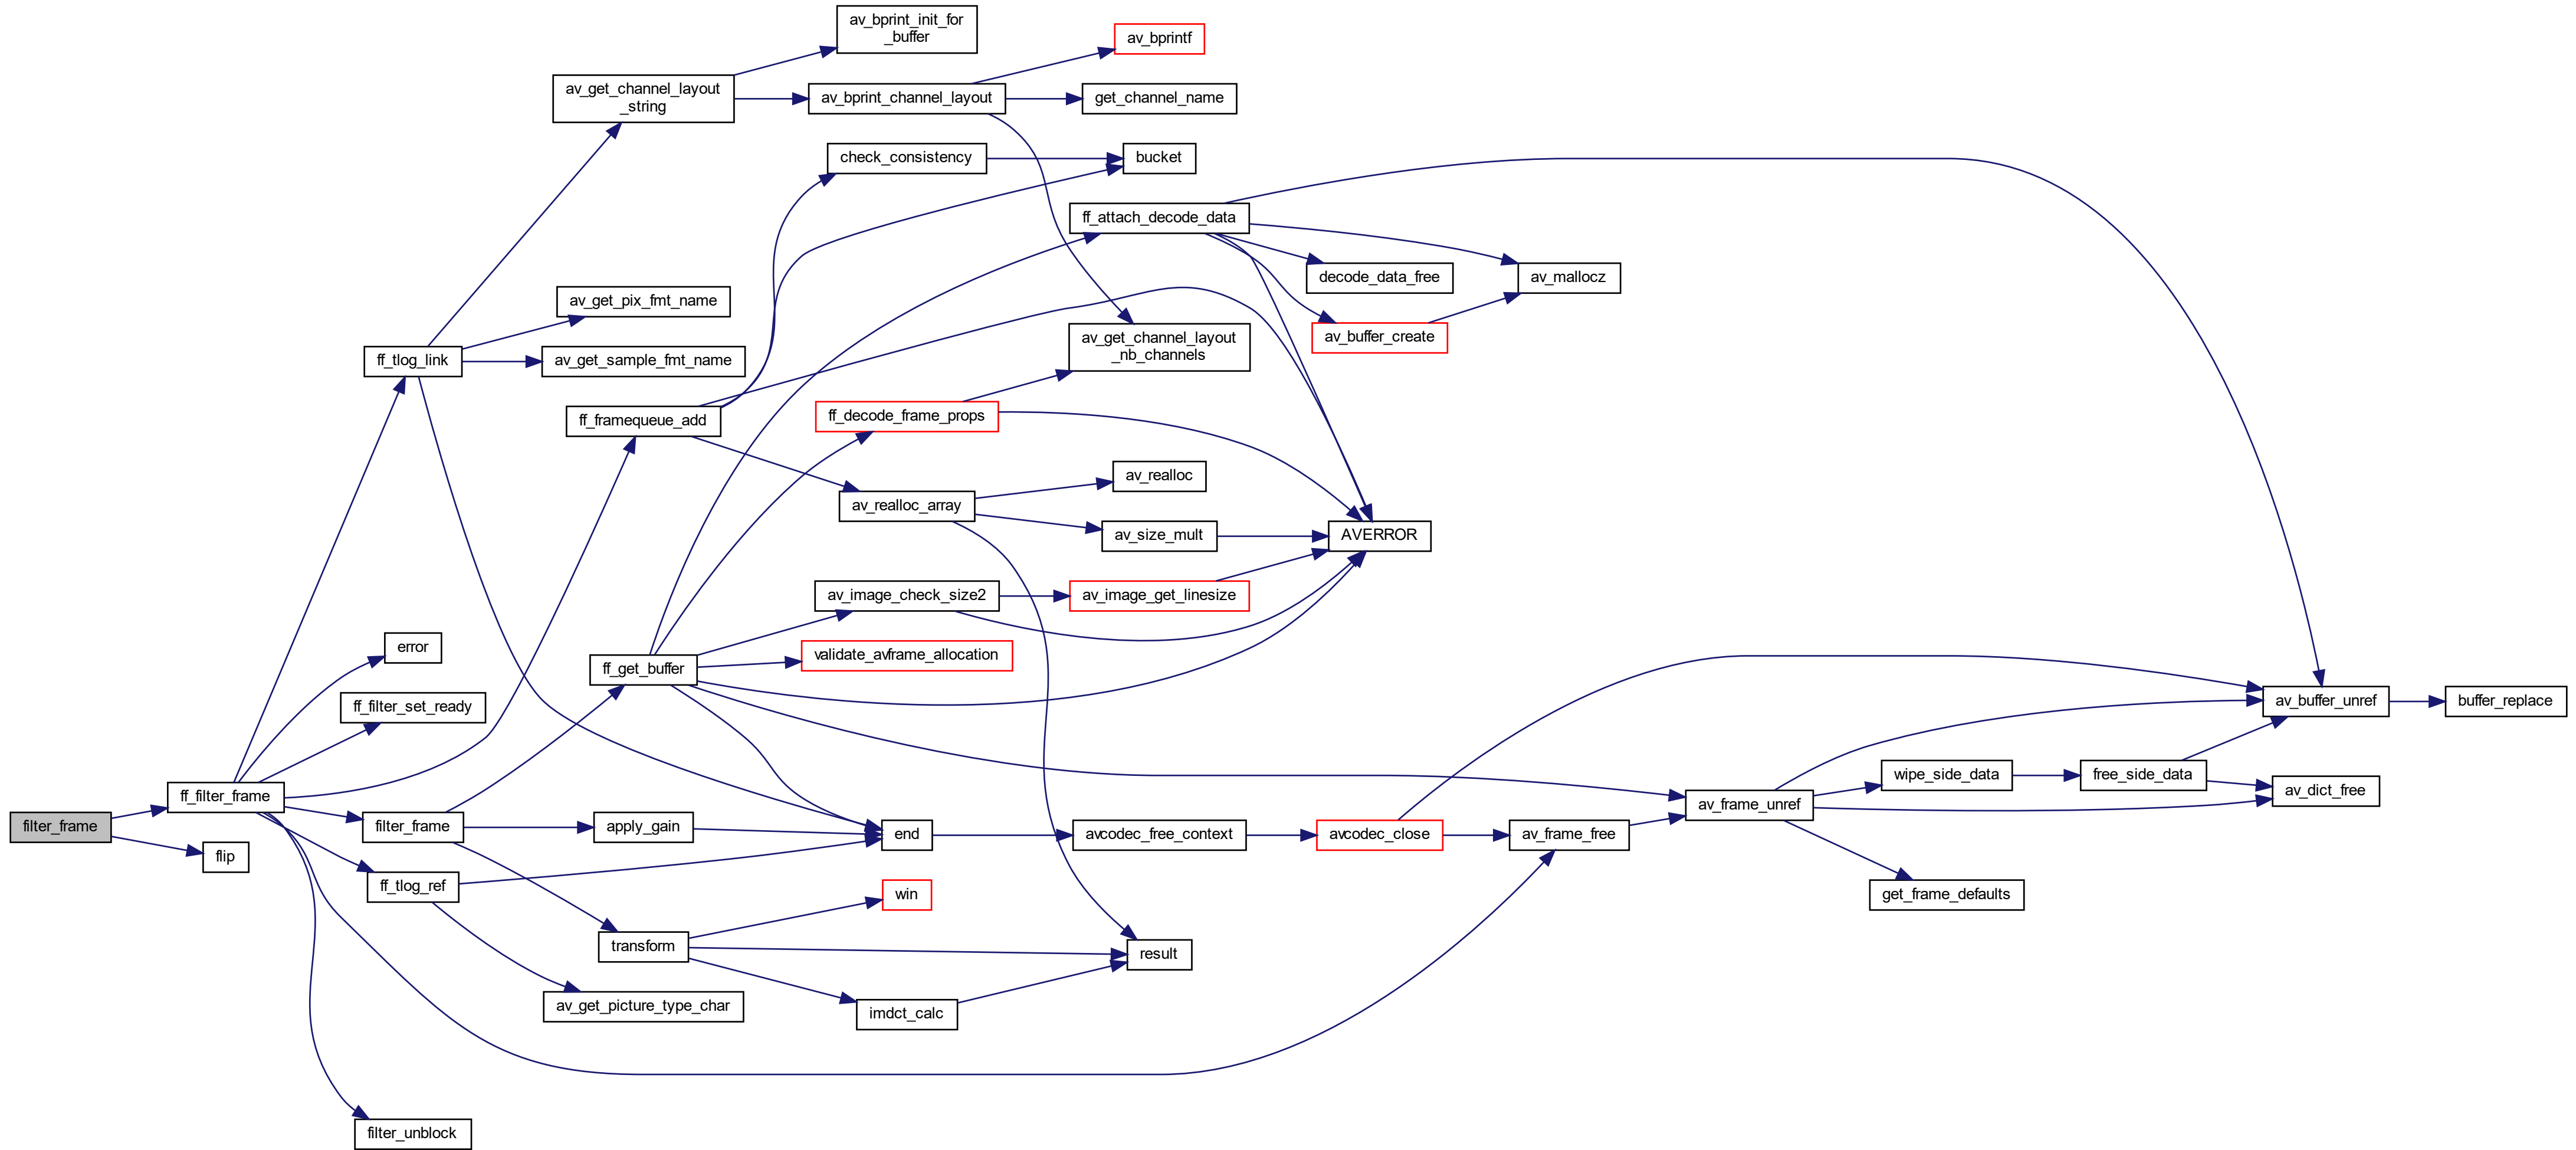 av_bprint_init_for
_buffer
av_bprintf
av_get_channel_layout
_string
av_bprint_channel_layout
get_channel_name
check_consistency
bucket
ff_attach_decode_data
decode_data_free
av_mallocz
av_get_pix_fmt_name
av_buffer_create
av_get_channel_layout
_nb_channels
ff_tlog_link
av_get_sample_fmt_name
ff_framequeue_add
ff_decode_frame_props
av_realloc
av_realloc_array
av_size_mult
AVERROR
av_image_check_size2
av_image_get_linesize
error
ff_get_buffer
validate_avframe_allocation
ff_filter_set_ready
av_buffer_unref
buffer_replace
ff_filter_frame
wipe_side_data
free_side_data
av_dict_free
av_frame_unref
filter_frame
filter_frame
apply_gain
end
avcodec_free_context
avcodec_close
av_frame_free
flip
ff_tlog_ref
win
get_frame_defaults
transform
result
av_get_picture_type_char
imdct_calc
filter_unblock